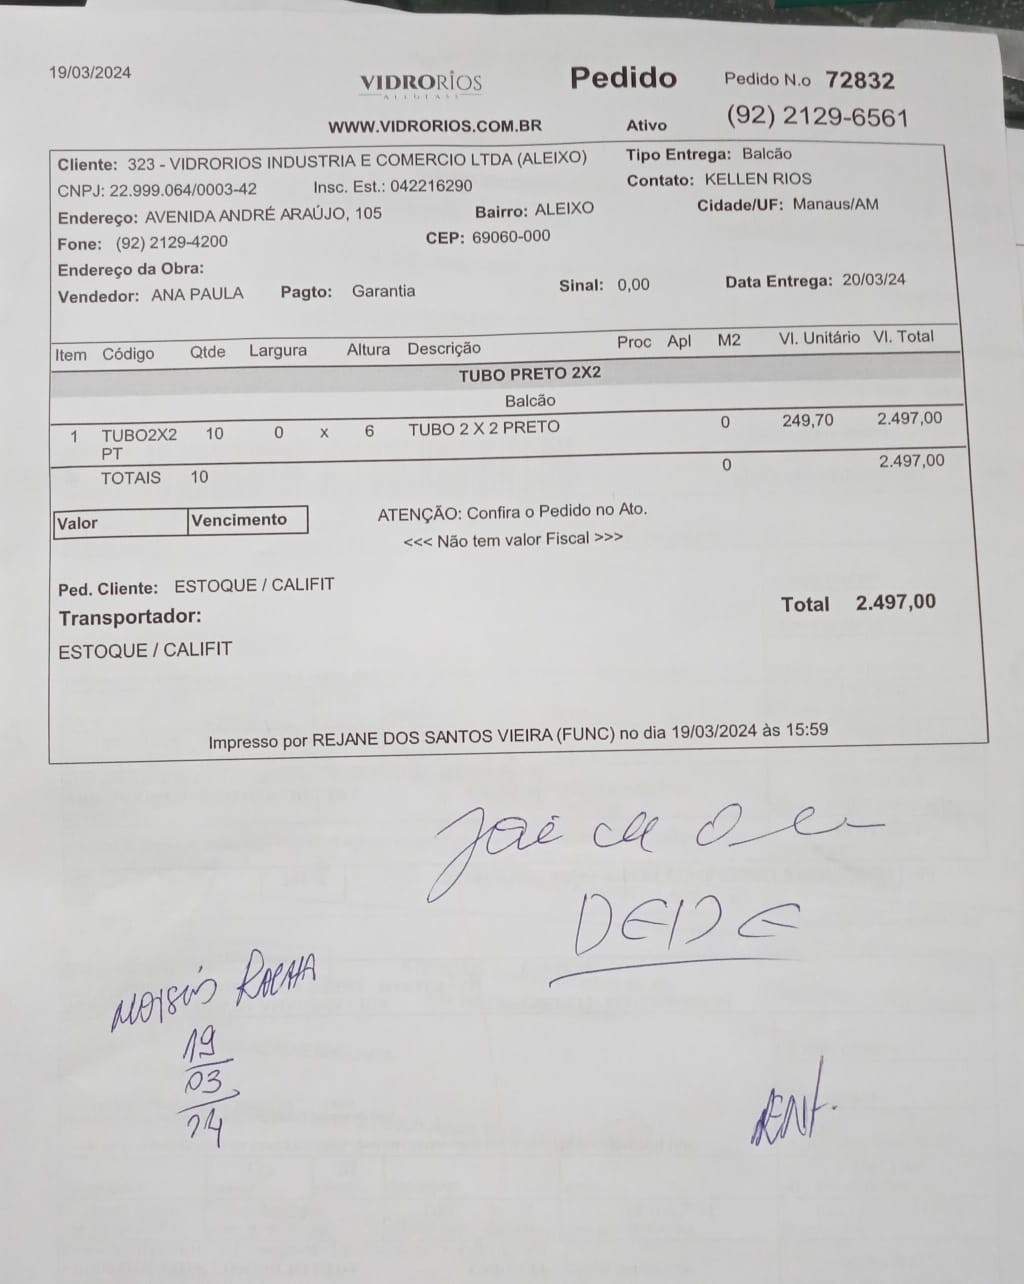 19/03/2024 VIDRORIOS Pedido Pedido N.o 72832
WWW.VIDRORIOS.COM.BR Ativo (92) 2129-6561
Cliente: 323 - VIDRORIOS INDUSTRIA E COMERCIO LTDA (ALEIXO) Tipo Entrega: Balcão
CNPJ: 22.999.064/0003-42 Insc. Est.: 042216290 Contato: KELLEN RIOS
Endereço: AVENIDA ANDRÉ ARAÚJO, 105 Bairro: ALEIXO Cidade/UF: Manaus/AM
Fone: (92) 2129-4200 CEP: 69060-000
Endereço da Obra:
Vendedor: ANA PAULA Pagto: Garantia Sinal: 0,00 Data Entrega: 20/03/24
Item Código Qtde Largura Altura Descrição Proc Apl M2 Vl. Unitário Vl. Total
TUBO PRETO 2X2
Balcão
1 TUBO2X2 10 0 x 6 TUBO 2 X 2 PRETO 0 249,70 2.497,00
PT
TOTAIS 10 0 2.497,00
Valor Vencimento ATENÇÃO: Confira o Pedido no Ato.
<<< Não tem valor Fiscal >>>
Ped. Cliente: ESTOQUE / CALIFIT
Transportador: Total 2.497,00
ESTOQUE / CALIFIT
Impresso por REJANE DOS SANTOS VIEIRA (FUNC) no dia 19/03/2024 às 15:59
DEDE
19
03
24